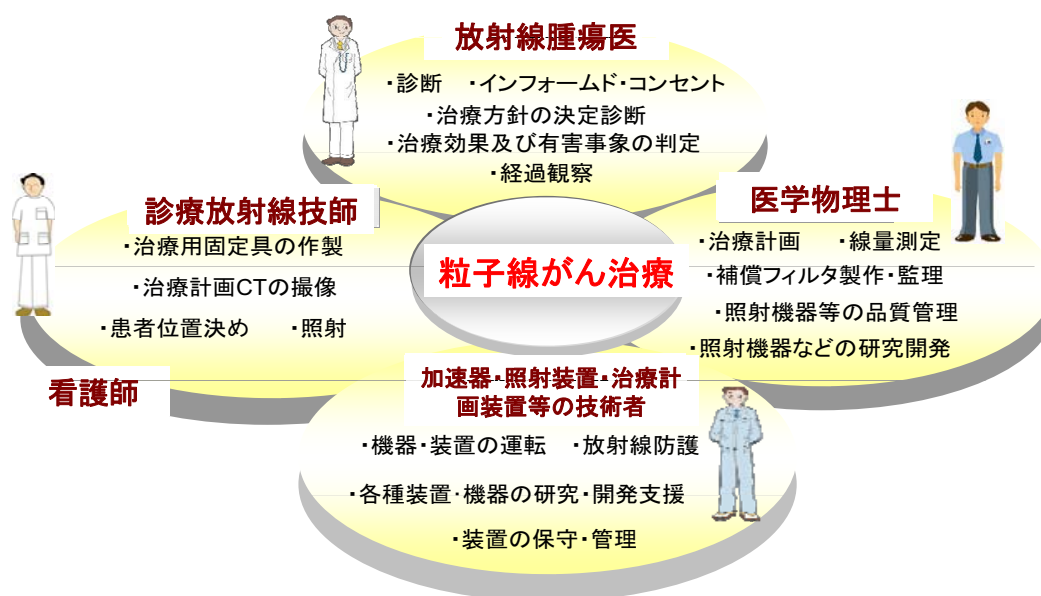 放射線腫瘍医
・診断　・インフォームド・コンセント
・治療方針の決定診断
・治療効果及び有害事象の判定
・経過観察
診療放射線技師
・治療用固定具の作製
・治療計画CTの撮像
・患者位置決め　・照射
看護師
粒子線がん治療
医学物理士
・治療計画　・線量測定
・補償フィルタ製作・監理
・照射機器等の品質管理
・照射機器などの研究開発
加速器・照射装置・治療計
画装置等の技術者
・機器・装置の運転　・放射線防護
・各種装置・機器の研究・開発支援
・装置の保守・管理